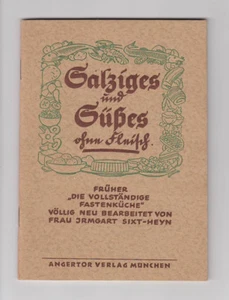 Salziges
und
Süßes
ohne Fleisch.
FRÜHER
„DIE VOLLSTÄNDIGE
FASTENKÜCHE"
VÖLLIG NEU BEARBEITET VON
FRAU IRMGART SIXT-HEYN
ANGERTOR VERLAG MÜNCHEN